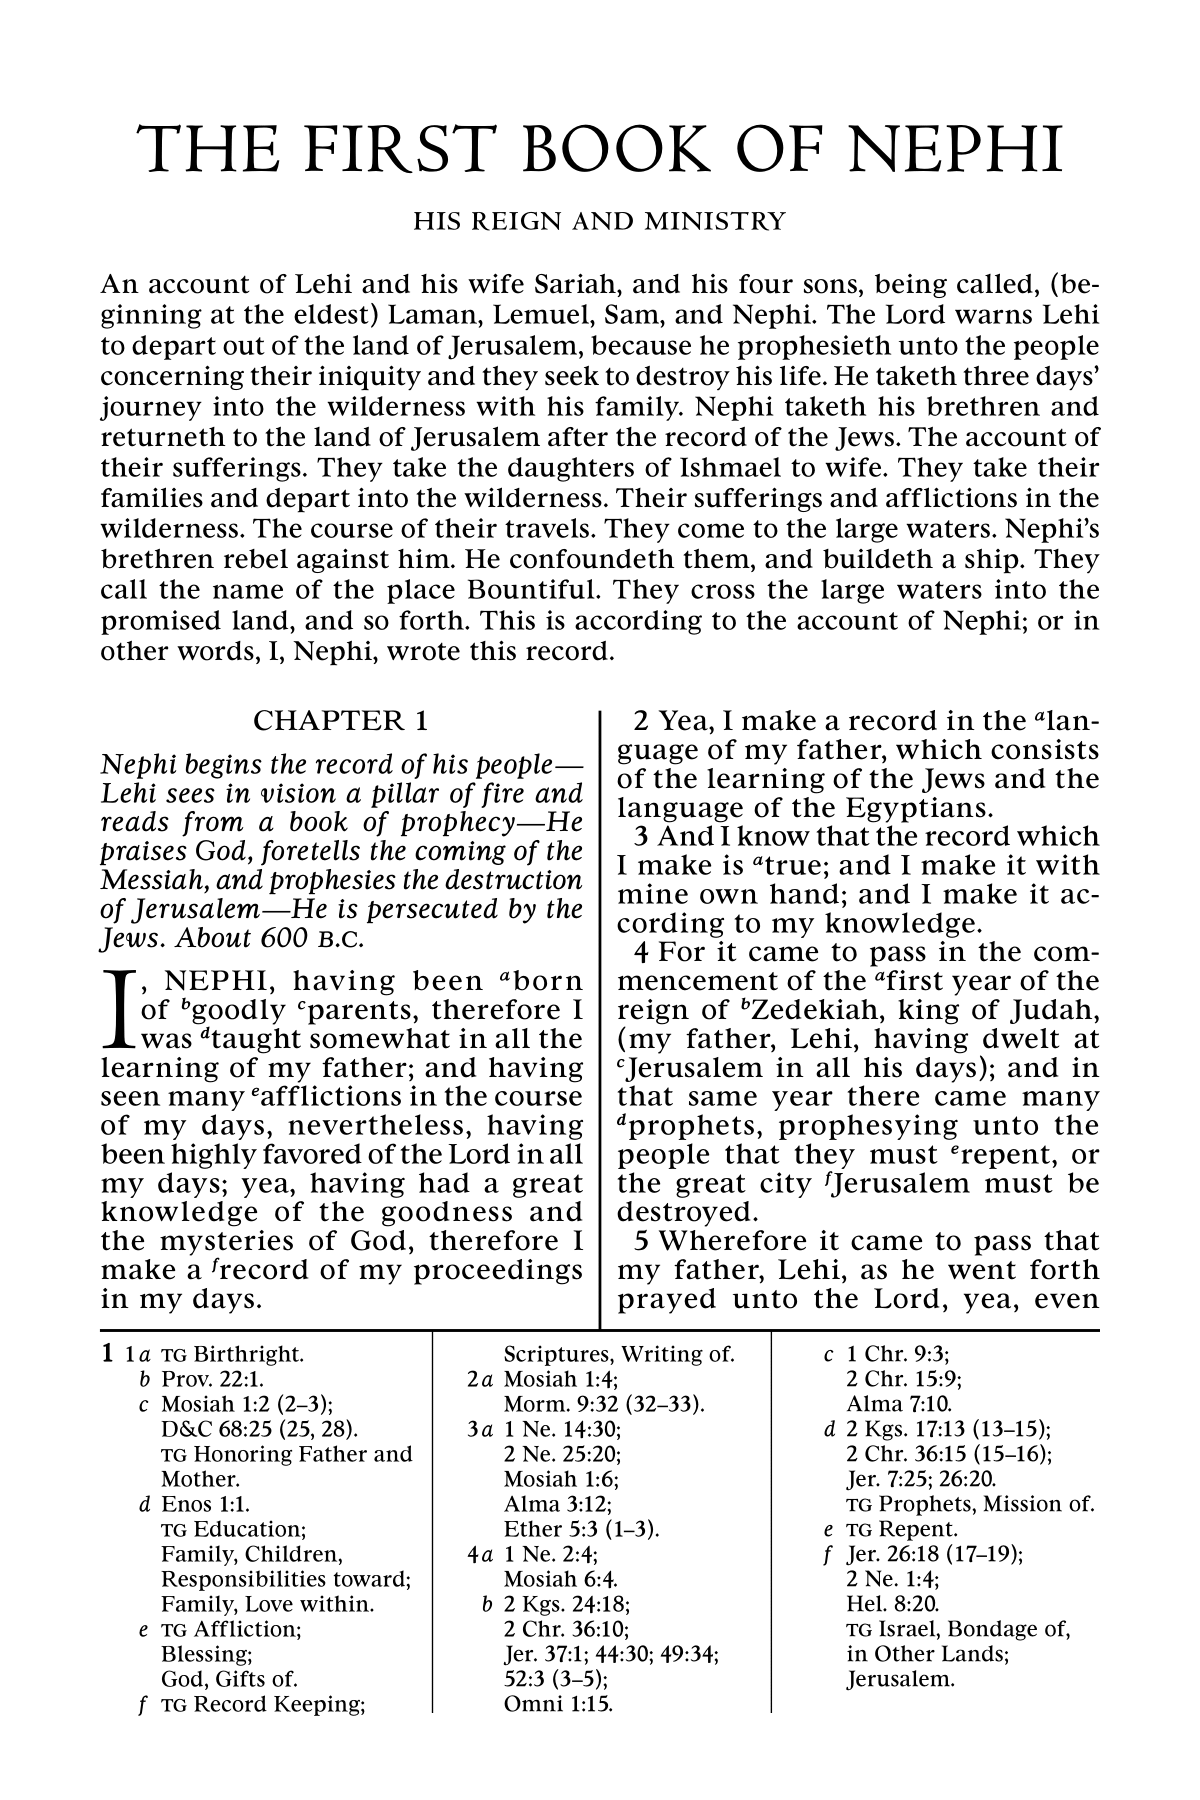 THE FIRST BOOK OF NEPHI
HIS REIGN AND MINISTRY
An account of Lehi and his wife Sariah, and his four sons, being called, (be-
ginning at the eldest) Laman, Lemuel, Sam, and Nephi. The Lord warns Lehi
to depart out of the land of Jerusalem, because he prophesieth unto the people
concerning their iniquity and they seek to destroy his life. He taketh three days’
journey into the wilderness with his family. Nephi taketh his brethren and
returneth to the land of Jerusalem after the record of the Jews. The account of
their sufferings. They take the daughters of Ishmael to wife. They take their
families and depart into the wilderness. Their sufferings and afflictions in the
wilderness. The course of their travels. They come to the large waters. Nephi’s
brethren rebel against him. He confoundeth them, and buildeth a ship. They
call the name of the place Bountiful. They cross the large waters into the
promised land, and so forth. This is according to the account of Nephi; or in
other words, I, Nephi, wrote this record.
CHAPTER 1
Nephi begins the record of his people—
Lehi sees in vision a pillar of fire and
reads from a book of prophecy—He
praises God, foretells the coming of the
Messiah, and prophesies the destruction
of Jerusalem—He is persecuted by the
Jews. About 600 B.C.
I, NEPHI, having been aborn
of bgoodly cparents, therefore I
was dtaught somewhat in all the
learning of my father; and having
seen many eafflictions in the course
of my days, nevertheless, having
been highly favored of the Lord in all
my days; yea, having had a great
knowledge of the goodness and
the mysteries of God, therefore I
make a frecord of my proceedings
in my days.
2 Yea, I make a record in the alan-
guage of my father, which consists
of the learning of the Jews and the
language of the Egyptians.
3 And I know that the record which
I make is atrue; and I make it with
mine own hand; and I make it ac-
cording to my knowledge.
4 For it came to pass in the com-
mencement of the afirst year of the
reign of bZedekiah, king of Judah,
(my father, Lehi, having dwelt at
cJerusalem in all his days); and in
that same year there came many
dprophets, prophesying unto the
people that they must erepent, or
the great city fJerusalem must be
destroyed.
5 Wherefore it came to pass that
my father, Lehi, as he went forth
prayed unto the Lord, yea, even
1 1 a TG Birthright.
b Prov. 22:1.
c Mosiah 1:2 (2–3);
D&C 68:25 (25, 28).
TG Honoring Father and
Mother.
d Enos 1:1.
TG Education;
Family, Children,
Responsibilities toward;
Family, Love within.
e TG Affliction;
Blessing;
God, Gifts of.
f TG Record Keeping;
Scriptures, Writing of.
2 a Mosiah 1:4;
Morm. 9:32 (32–33).
3 a 1 Ne. 14:30;
2 Ne. 25:20;
Mosiah 1:6;
Alma 3:12;
Ether 5:3 (1–3).
4 a 1 Ne. 2:4;
Mosiah 6:4.
b 2 Kgs. 24:18;
2 Chr. 36:10;
Jer. 37:1; 44:30; 49:34;
52:3 (3–5);
Omni 1:15.
c 1 Chr. 9:3;
2 Chr. 15:9;
Alma 7:10.
d 2 Kgs. 17:13 (13–15);
2 Chr. 36:15 (15–16);
Jer. 7:25; 26:20.
TG Prophets, Mission of.
e TG Repent.
f Jer. 26:18 (17–19);
2 Ne. 1:4;
Hel. 8:20.
TG Israel, Bondage of,
in Other Lands;
Jerusalem.